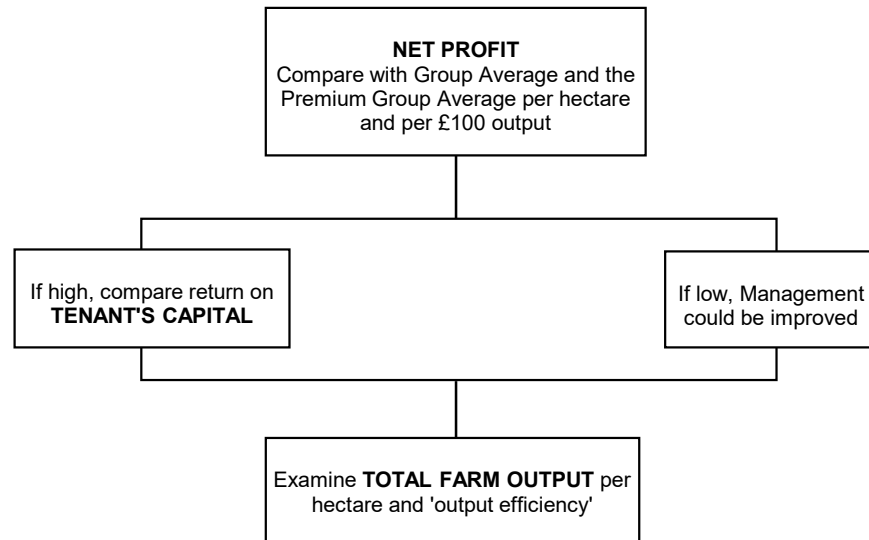 NET PROFIT
Compare with Group Average and the
Premium Group Average per hectare
and per £100 output
If high, compare return on
TENANT'S CAPITAL
If low, Management
could be improved
Examine TOTAL FARM OUTPUT per
hectare and 'output efficiency'